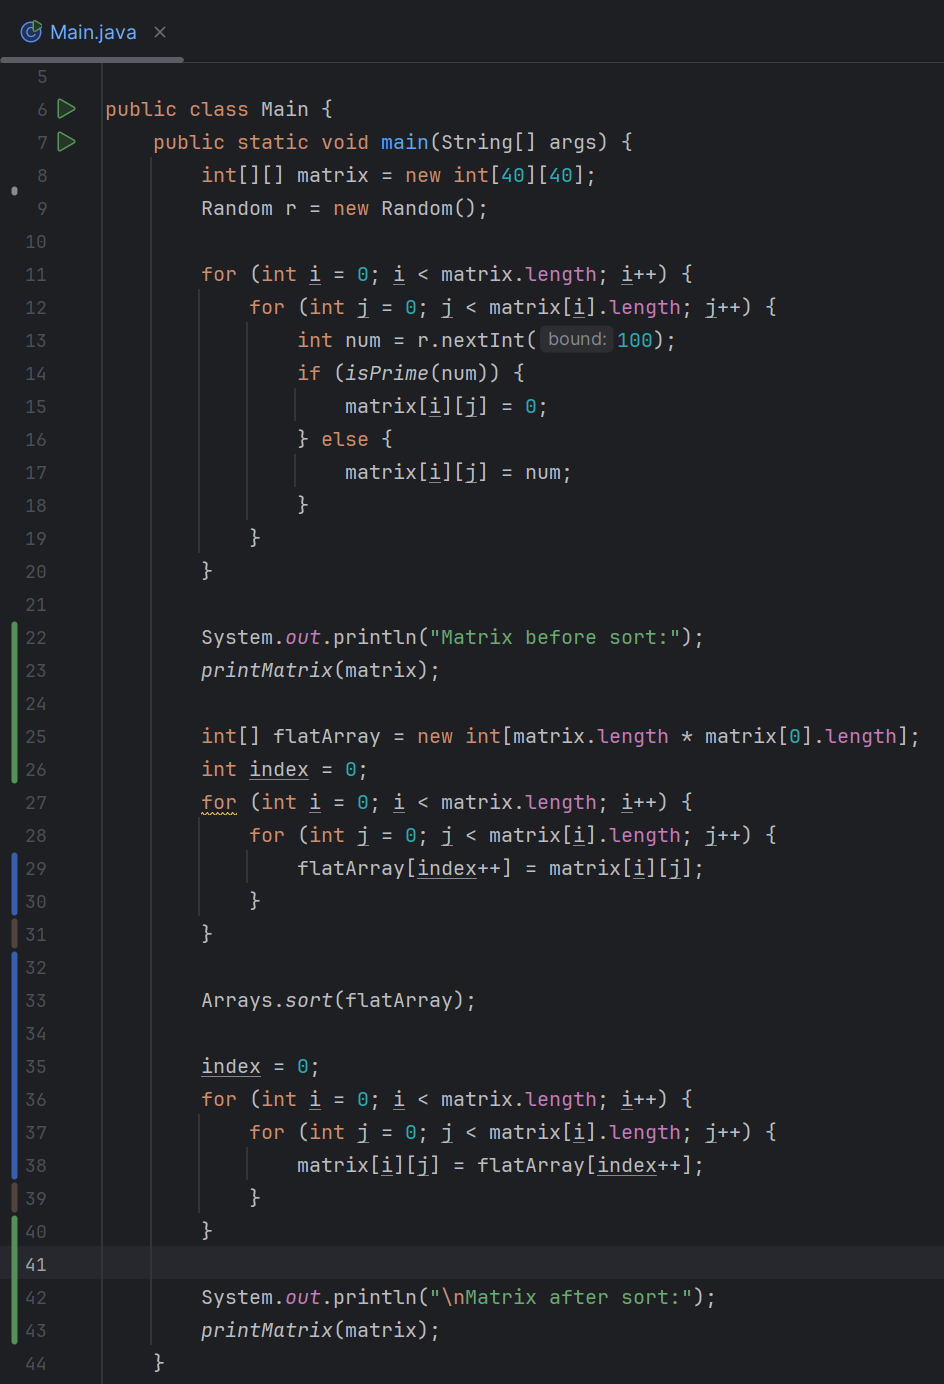 Main.java
5
6 public class Main {
7     public static void main(String[] args) {
8         int[][] matrix = new int[40][40];
9         Random r = new Random();
10
11         for (int i = 0; i < matrix.length; i++) {
12             for (int j = 0; j < matrix[i].length; j++) {
13                 int num = r.nextInt( bound: 100);
14                 if (isPrime(num)) {
15                     matrix[i][j] = 0;
16                 } else {
17                     matrix[i][j] = num;
18                 }
19             }
20         }
21
22         System.out.println("Matrix before sort:");
23         printMatrix(matrix);
24
25         int[] flatArray = new int[matrix.length * matrix[0].length];
26         int index = 0;
27         for (int i = 0; i < matrix.length; i++) {
28             for (int j = 0; j < matrix[i].length; j++) {
29                 flatArray[index++] = matrix[i][j];
30             }
31         }
32
33         Arrays.sort(flatArray);
34
35         index = 0;
36         for (int i = 0; i < matrix.length; i++) {
37             for (int j = 0; j < matrix[i].length; j++) {
38                 matrix[i][j] = flatArray[index++];
39             }
40         }
41
42         System.out.println("\nMatrix after sort:");
43         printMatrix(matrix);
44     }